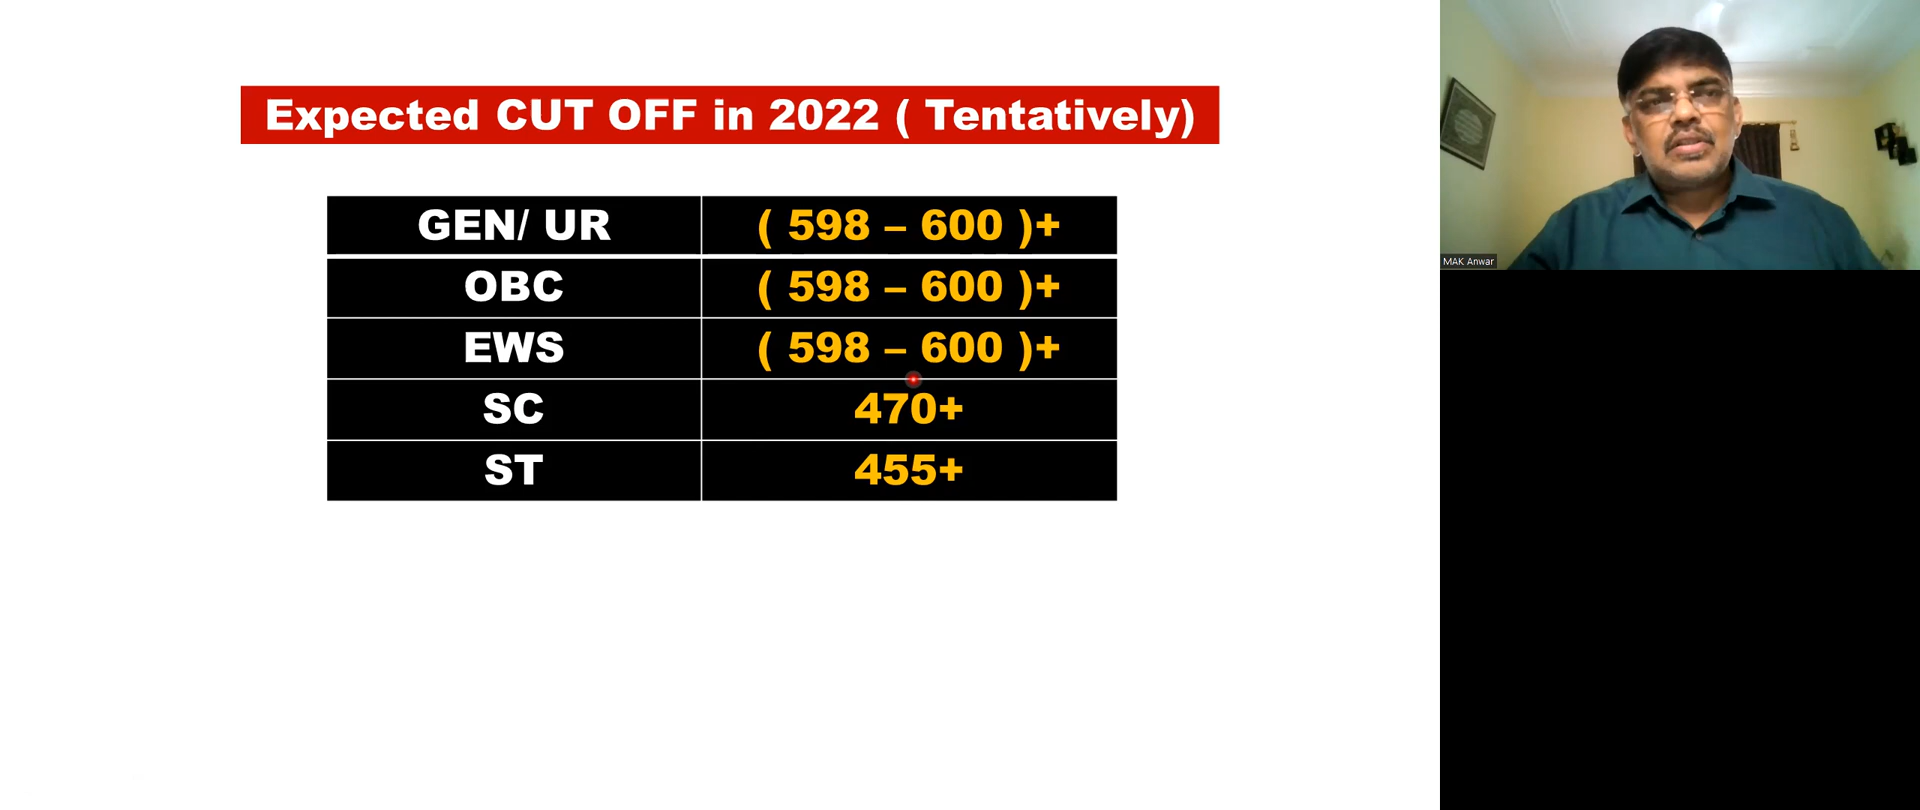 Expected CUT OFF in 2022 ( Tentatively)
GEN/ UR ( 598 – 600 )+
OBC ( 598 – 600 )+
EWS ( 598 – 600 )+
SC 470+
ST 455+
MAK Anwar